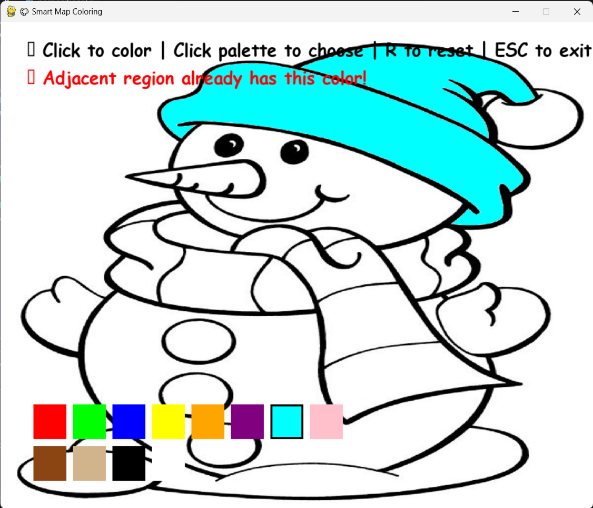 Smart Map Coloring
Click to color | Click palette to choose | R to reset | ESC to exit
Adjacent region already has this color!